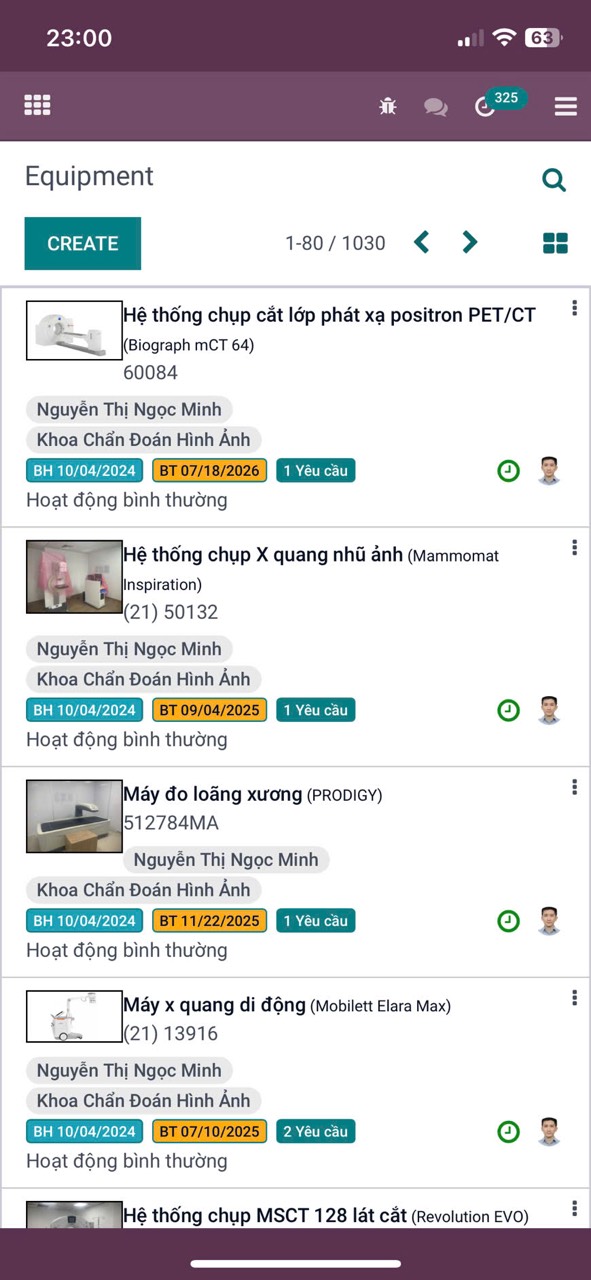 23:00
63
325
Equipment
CREATE
1-80 / 1030
Hệ thống chụp cắt lớp phát xạ positron PET/CT
(Biograph mCT 64)
60084
Nguyễn Thị Ngọc Minh
Khoa Chẩn Đoán Hình Ảnh
BH 10/04/2024 BT 07/18/2026 1 Yêu cầu
Hoạt động bình thường
Hệ thống chụp X quang nhũ ảnh (Mammomat
Inspiration)
(21) 50132
Nguyễn Thị Ngọc Minh
Khoa Chẩn Đoán Hình Ảnh
BH 10/04/2024 BT 09/04/2025 1 Yêu cầu
Hoạt động bình thường
Máy đo loãng xương (PRODIGY)
512784MA
Nguyễn Thị Ngọc Minh
Khoa Chẩn Đoán Hình Ảnh
BH 10/04/2024 BT 11/22/2025 1 Yêu cầu
Hoạt động bình thường
Máy x quang di động (Mobilett Elara Max)
(21) 13916
Nguyễn Thị Ngọc Minh
Khoa Chẩn Đoán Hình Ảnh
BH 10/04/2024 BT 07/10/2025 2 Yêu cầu
Hoạt động bình thường
Hệ thống chụp MSCT 128 lát cắt (Revolution EVO)